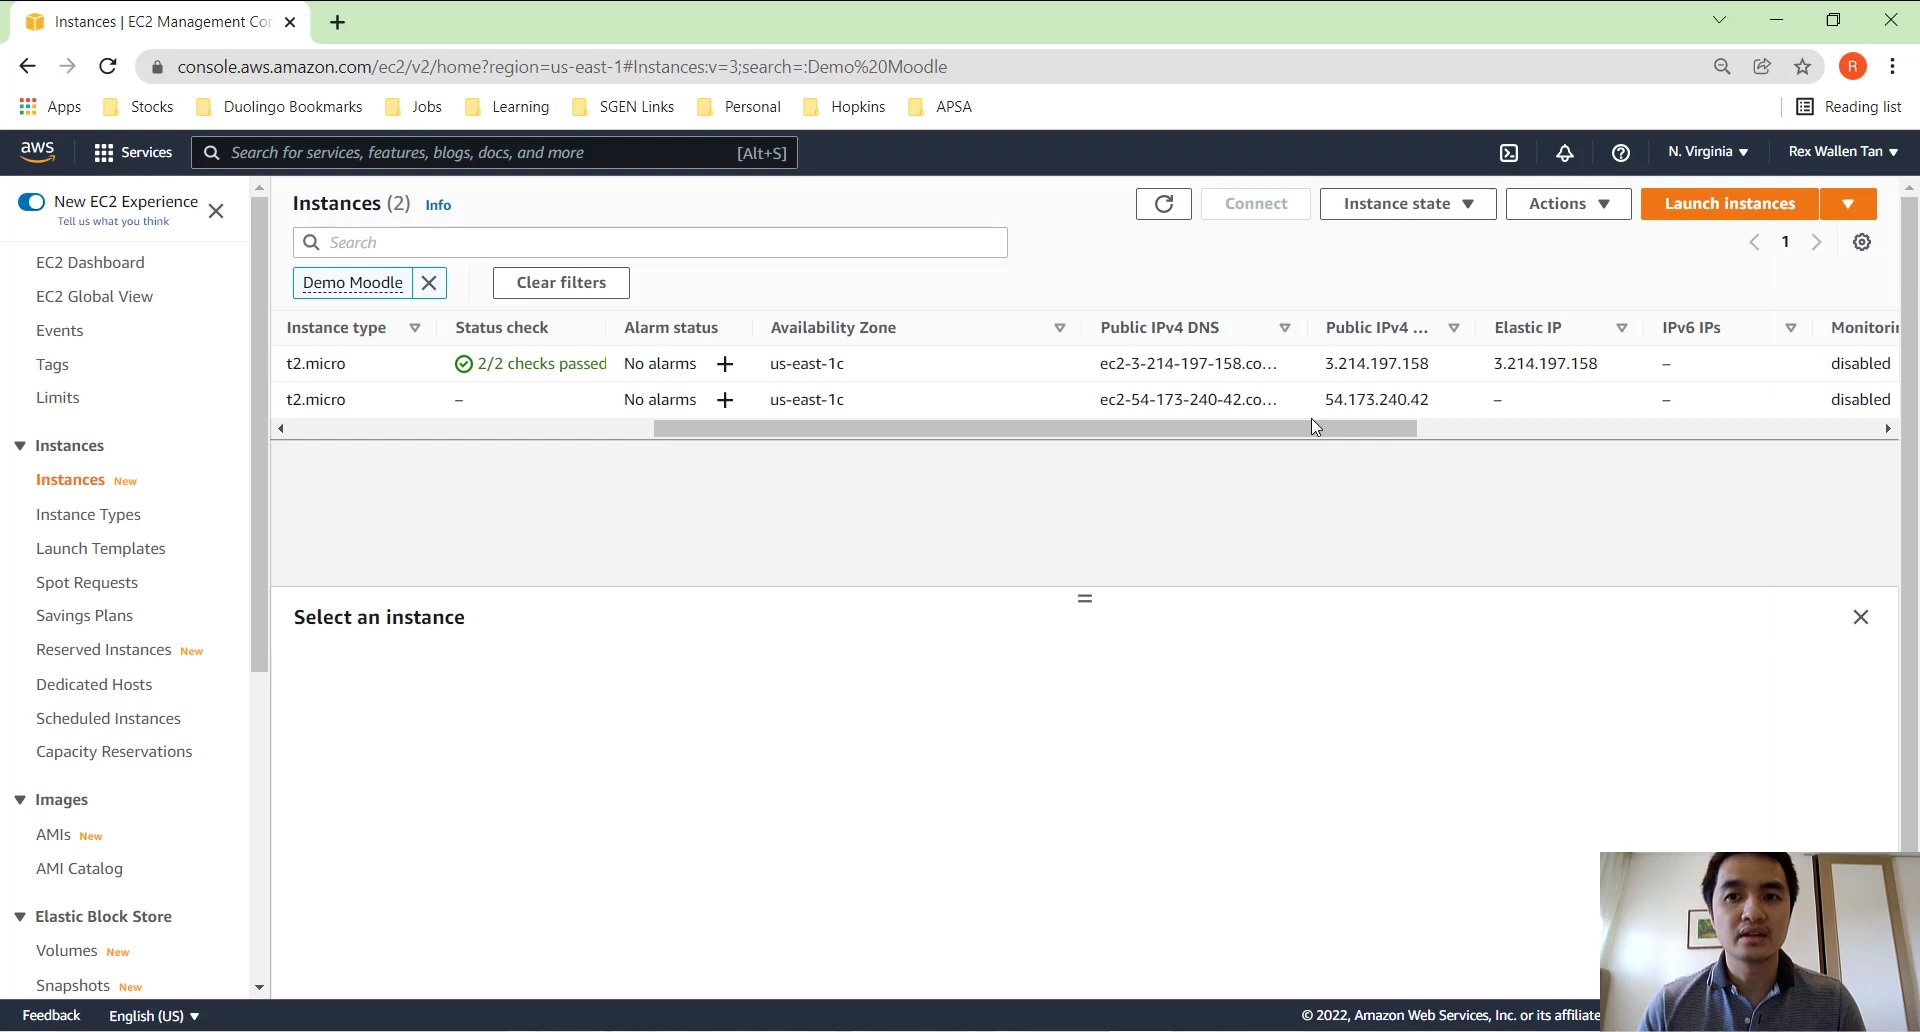 Instances | EC2 Management Con
console.aws.amazon.com/ec2/v2/home?region=us-east-1#Instances:v=3;search=:Demo%20Moodle
R
Apps Stocks Duolingo Bookmarks Jobs Learning SGEN Links Personal Hopkins APSA Reading list
aws Services Search for services, features, blogs, docs, and more [Alt+S] N. Virginia Rex Wallen Tan
New EC2 Experience
Tell us what you think
EC2 Dashboard
EC2 Global View
Events
Tags
Limits
Instances
Instances New
Instance Types
Launch Templates
Spot Requests
Savings Plans
Reserved Instances New
Dedicated Hosts
Scheduled Instances
Capacity Reservations
Images
AMIs New
AMI Catalog
Elastic Block Store
Volumes New
Snapshots New
Instances (2) Info Connect Instance state Actions Launch instances
Search 1
Demo Moodle Clear filters
Instance type Status check Alarm status Availability Zone Public IPv4 DNS Public IPv4 ... Elastic IP IPv6 IPs Monitorin
t2.micro 2/2 checks passed No alarms + us-east-1c ec2-3-214-197-158.co... 3.214.197.158 3.214.197.158 – disabled
t2.micro – No alarms + us-east-1c ec2-54-173-240-42.co... 54.173.240.42 – – disabled
Select an instance
Feedback English (US) © 2022, Amazon Web Services, Inc. or its affiliate